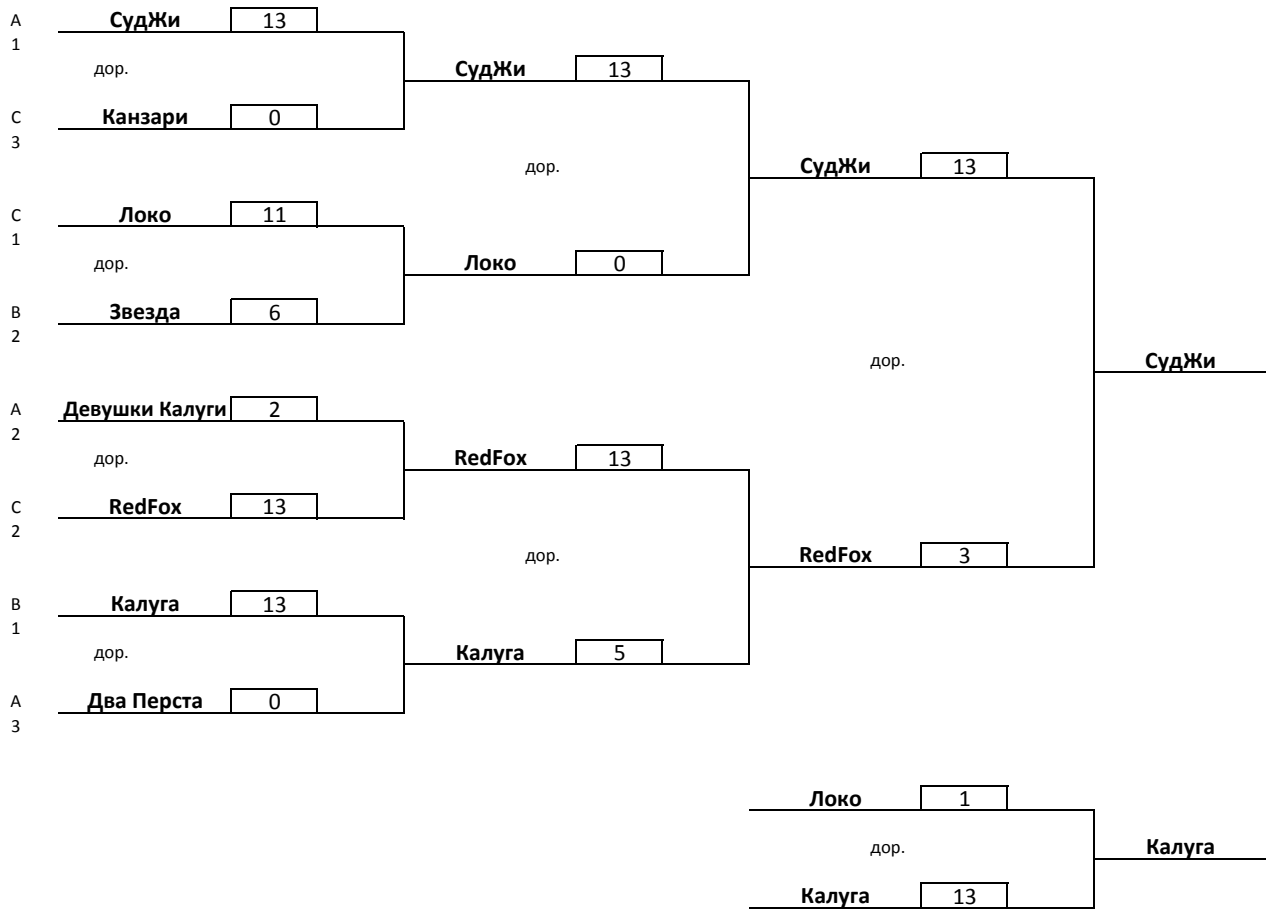 A 1 СудЖи 13
дор. СудЖи 13
C 3 Канзари 0
дор. СудЖи 13
C 1 Локо 11
дор. Локо 0
B 2 Звезда 6
дор. СудЖи
A 2 Девушки Калуги 2
дор. RedFox 13
C 2 RedFox 13
дор. RedFox 3
B 1 Калуга 13
дор. Калуга 5
A 3 Два Перста 0
Локо 1
дор. Калуга
Калуга 13